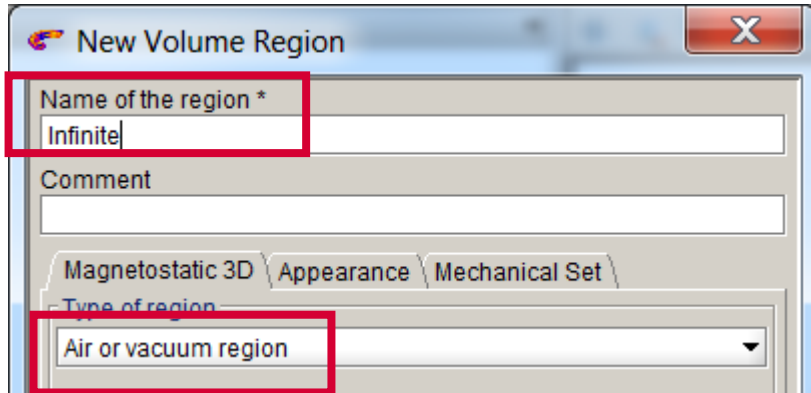 New Volume Region
Name of the region *
Infinite
Comment
Magnetostatic 3D Appearance Mechanical Set
Type of region
Air or vacuum region